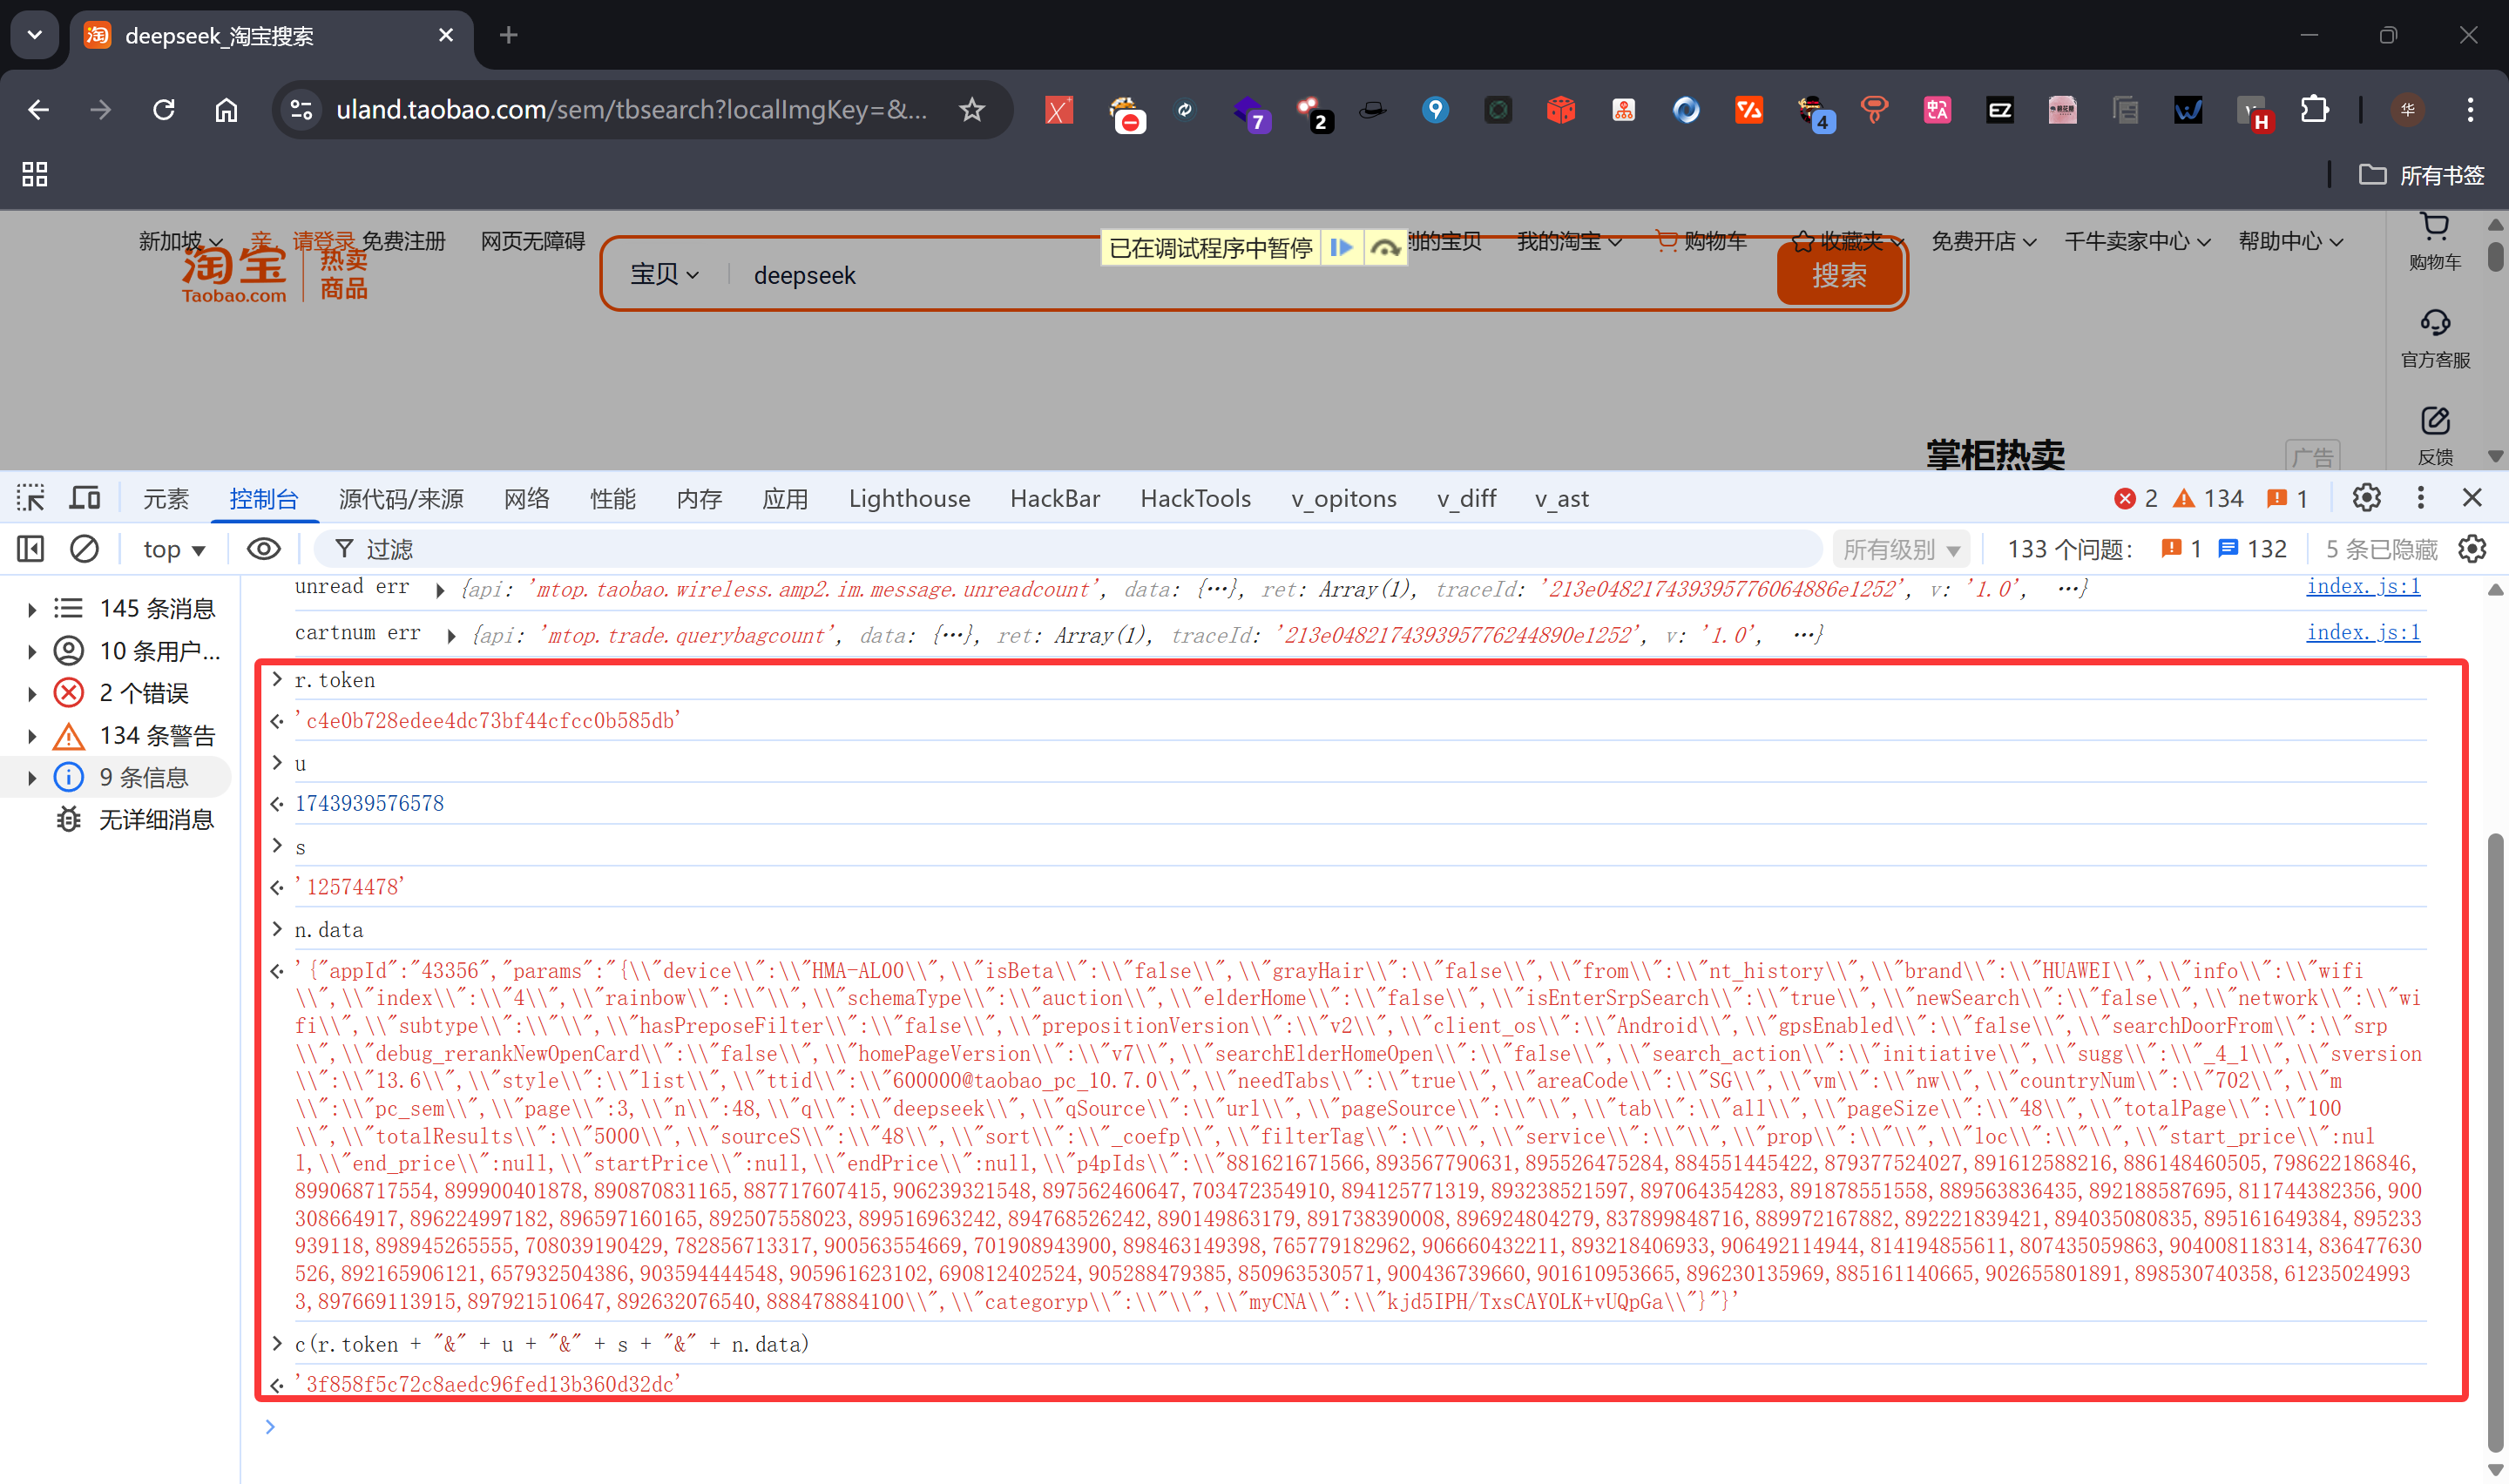 deepseek_淘宝搜索
uland.taobao.com/sem/tbsearch?localImgKey=&...
7
2
4
H
华
所有书签
新加坡
亲，请登录
免费注册
网页无障碍
已在调试程序中暂停
到的宝贝
我的淘宝
购物车
收藏夹
免费开店
千牛卖家中心
帮助中心
淘宝
Taobao.com
热卖
商品
宝贝
deepseek
搜索
购物车
官方客服
反馈
掌柜热卖
广告
元素
控制台
源代码/来源
网络
性能
内存
应用
Lighthouse
HackBar
HackTools
v_opitons
v_diff
v_ast
2
134
1
top
过滤
所有级别
133 个问题：
1
132
5 条已隐藏
145 条消息
10 条用户...
2 个错误
134 条警告
9 条信息
无详细消息
unread err {api: 'mtop.taobao.wireless.amp2.im.message.unreadcount', data: {…}, ret: Array(1), traceId: '213e0482174393957760648​86e1252', v: '1.0', …} index.js:1
cartnum err {api: 'mtop.trade.querybagcount', data: {…}, ret: Array(1), traceId: '213e0482174393957762448​90e1252', v: '1.0', …} index.js:1
r.token
'c4e0b728edee4dc73bf44cfcc0b585db'
u
1743939576578
s
'12574478'
n.data
'{"appId":"43356","params":"{\\"device\\":\\"HMA-AL00\\",\\"isBeta\\":\\"false\\",\\"grayHair\\":\\"false\\",\\"from\\":\\"nt_history\\",\\"brand\\":\\"HUAWEI\\",\\"info\\":\\"wifi
\\",\\"index\\":\\"4\\",\\"rainbow\\":\\"\\",\\"schemaType\\":\\"auction\\",\\"elderHome\\":\\"false\\",\\"isEnterSrpSearch\\":\\"true\\",\\"newSearch\\":\\"false\\",\\"network\\":\\"wi
fi\\",\\"subtype\\":\\"\\",\\"hasPreposeFilter\\":\\"false\\",\\"prepositionVersion\\":\\"v2\\",\\"client_os\\":\\"Android\\",\\"gpsEnabled\\":\\"false\\",\\"searchDoorFrom\\":\\"srp
\\",\\"debug_rerankNewOpenCard\\":\\"false\\",\\"homePageVersion\\":\\"v7\\",\\"searchElderHomeOpen\\":\\"false\\",\\"search_action\\":\\"initiative\\",\\"sugg\\":\\"_4_1\\",\\"sversion
\\":\\"13.6\\",\\"style\\":\\"list\\",\\"ttid\\":\\"600000@taobao_pc_10.7.0\\",\\"needTabs\\":\\"true\\",\\"areaCode\\":\\"SG\\",\\"vm\\":\\"nw\\",\\"countryNum\\":\\"702\\",\\"m
\\":\\"pc_sem\\",\\"page\\":3,\\"n\\":48,\\"q\\":\\"deepseek\\",\\"qSource\\":\\"url\\",\\"pageSource\\":\\"\\",\\"tab\\":\\"all\\",\\"pageSize\\":\\"48\\",\\"totalPage\\":\\"100
\\",\\"totalResults\\":\\"5000\\",\\"sourceS\\":\\"48\\",\\"sort\\":\\"_coefp\\",\\"filterTag\\":\\"\\",\\"service\\":\\"\\",\\"prop\\":\\"\\",\\"loc\\":\\"\\",\\"start_price\\":nul
l,\\"end_price\\":null,\\"startPrice\\":null,\\"endPrice\\":null,\\"p4pIds\\":\\"881621671566,893567790631,895526475284,884551445422,879377524027,891612588216,886148460505,798622186846,
899068717554,899900401878,890870831165,887717607415,906239321548,897562460647,703472354910,894125771319,893238521597,897064354283,891878551558,889563836435,892188587695,811744382356,900
308664917,896224997182,896597160165,892507558023,899516963242,894768526242,890149863179,891738390008,896924804279,837899848716,889972167882,892221839421,894035080835,895161649384,895233
939118,898945265555,708039190429,782856713317,900563554669,701908943900,898463149398,765779182962,906660432211,893218406933,906492114944,814194855611,807435059863,904008118314,836477630
526,892165906121,657932504386,903594444548,905961623102,690812402524,905288479385,850963530571,900436739660,901610953665,896230135969,885161140665,902655801891,898530740358,61235024993
3,897669113915,897921510647,892632076540,888478884100\\",\\"categoryp\\":\\"\\",\\"myCNA\\":\\"kjd5IPH/TxsCAYOLK+vUQpGa\\"}"}'
c(r.token + "&" + u + "&" + s + "&" + n.data)
'3f858f5c72c8aedc96fed13b360d32dc'